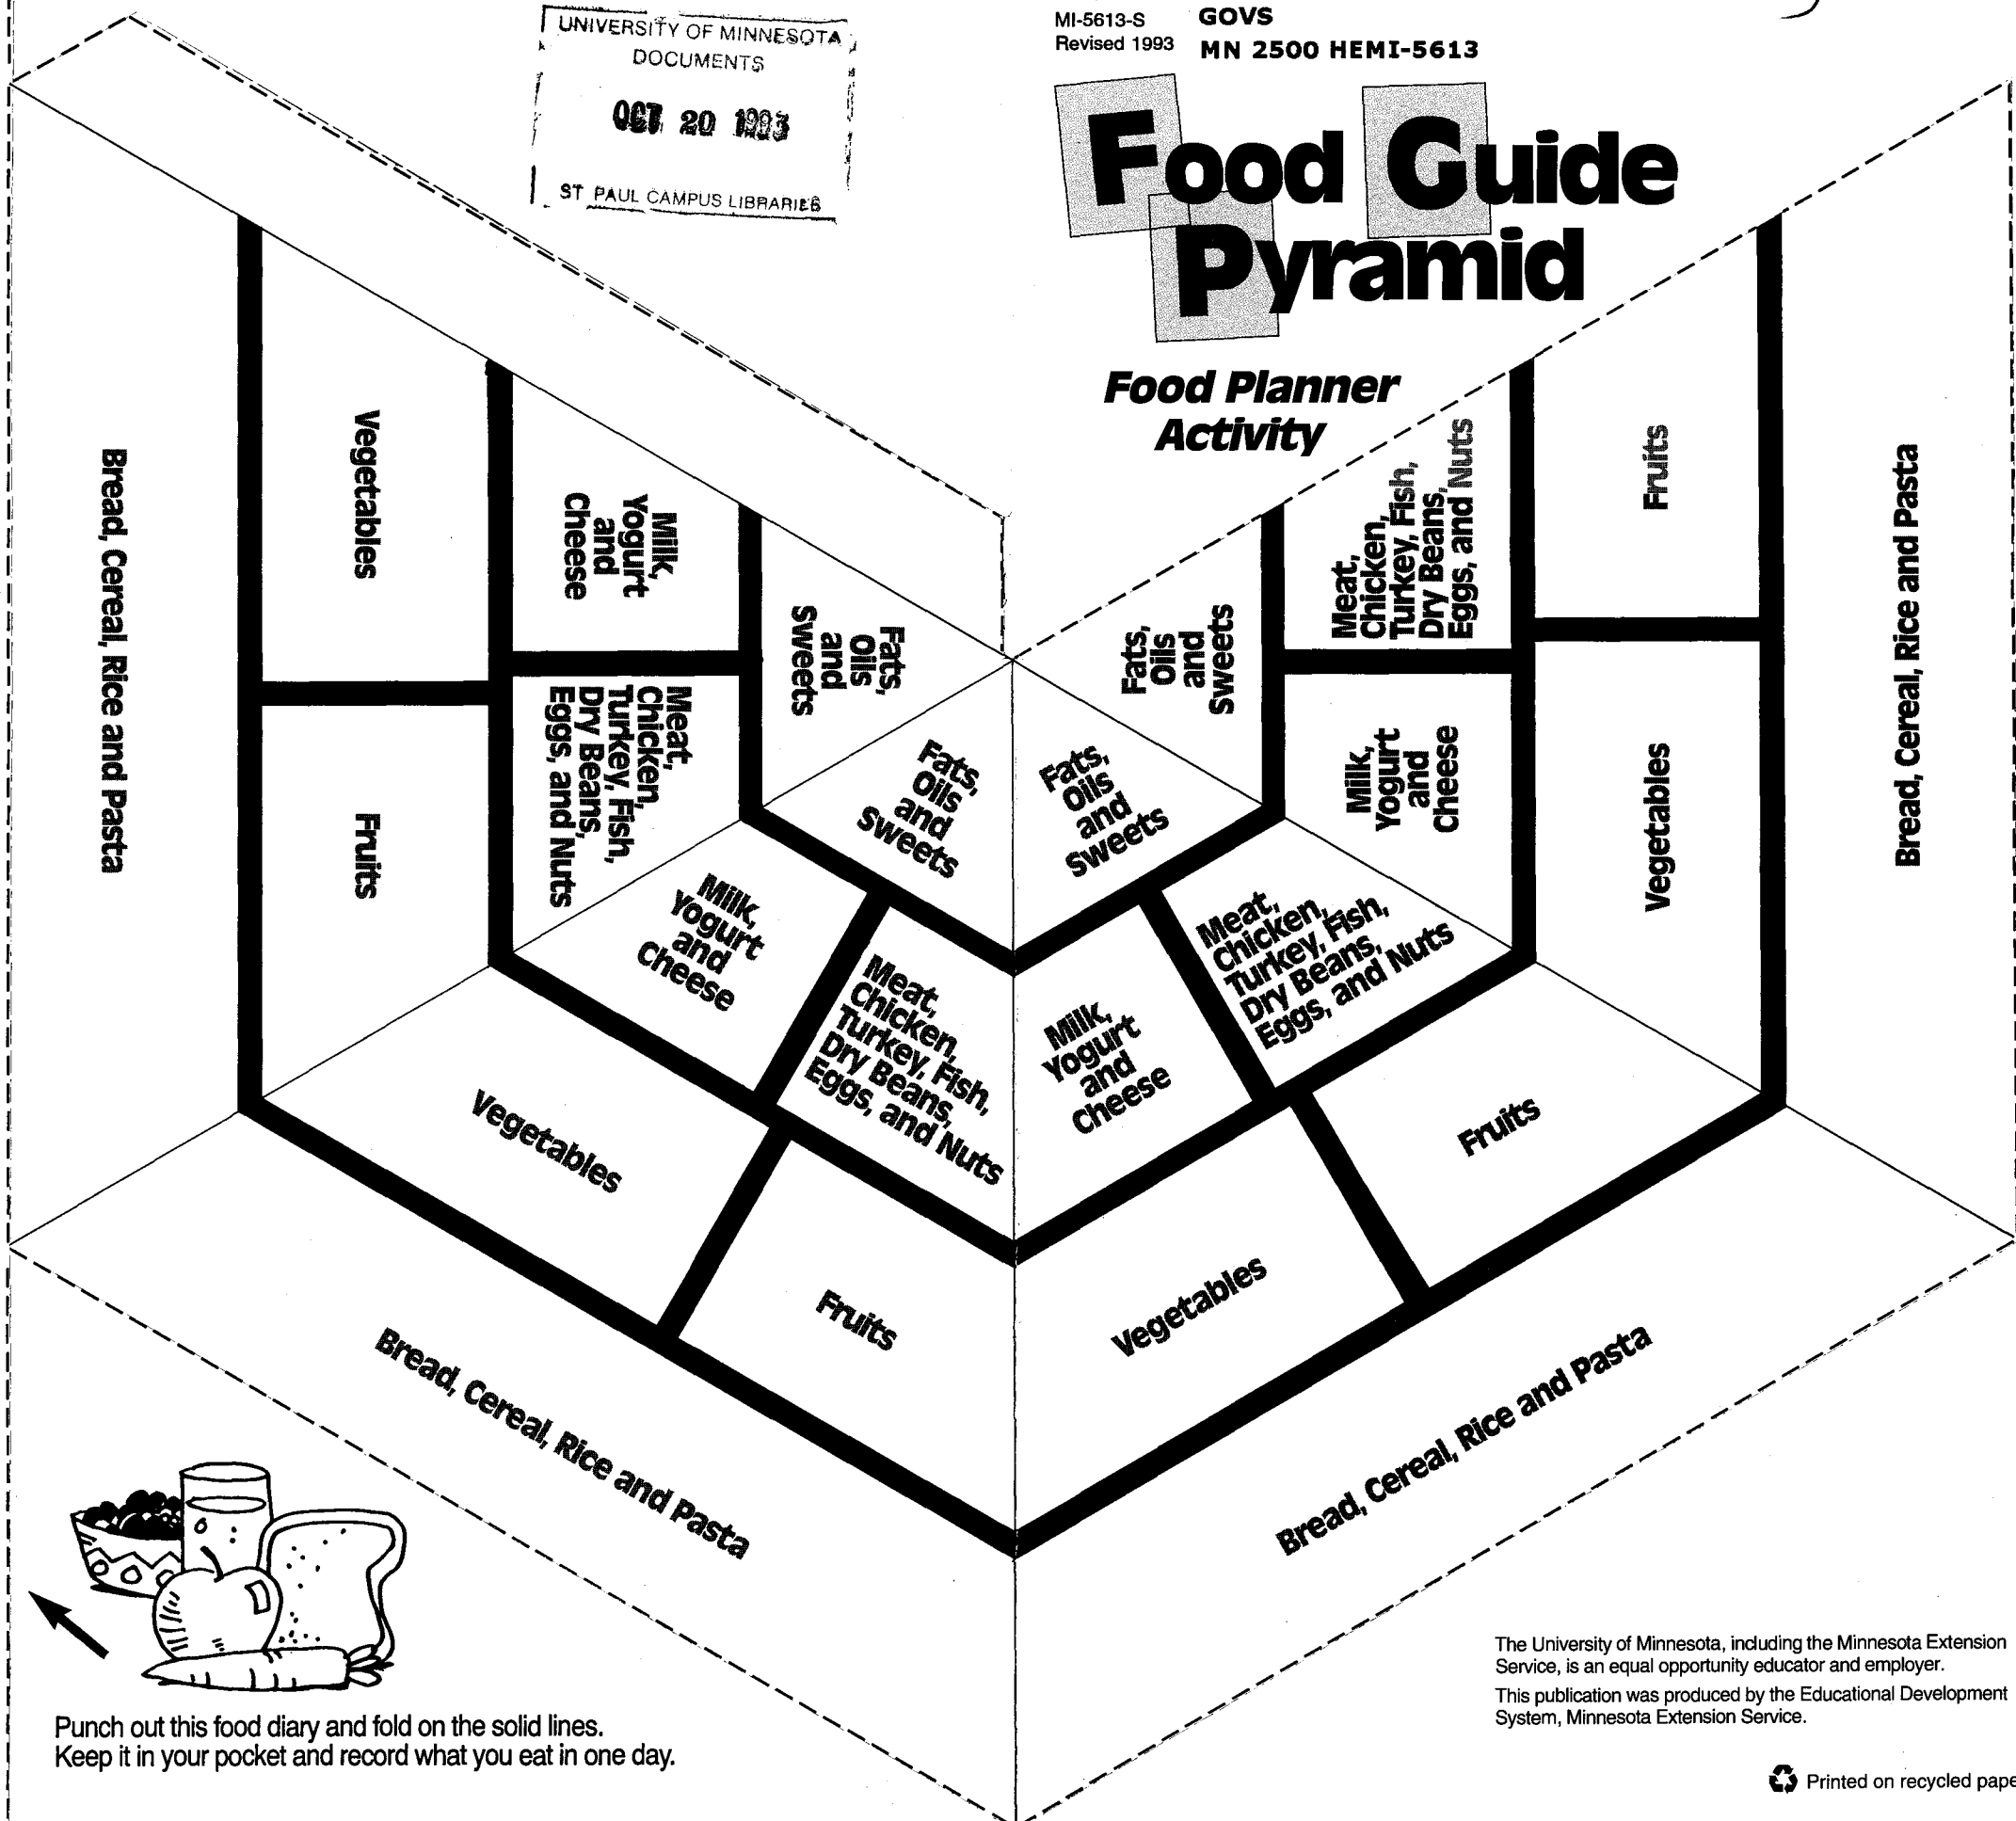 UNIVERSITY OF MINNESOTA
DOCUMENTS
OCT 20 1993
ST PAUL CAMPUS LIBRARIES
MI-5613-S
Revised 1993
GOVS
MN 2500 HEMI-5613
Food Guide
Pyramid
Food Planner
Activity
Bread, Cereal, Rice and Pasta
Vegetables
Fruits
Milk,
Yogurt
and
Cheese
Meat,
Chicken,
Turkey, Fish,
Dry Beans,
Eggs, and Nuts
Fats,
Oils
and
Sweets
Fats,
Oils
and
Sweets
Milk,
Yogurt
and
Cheese
Meat,
Chicken,
Turkey, Fish,
Dry Beans,
Eggs, and Nuts
Vegetables
Fruits
Bread, Cereal, Rice and Pasta
Fats,
Oils
and
Sweets
Milk,
Yogurt
and
Cheese
Meat,
Chicken,
Turkey, Fish,
Dry Beans,
Eggs, and Nuts
Vegetables
Fruits
Bread, Cereal, Rice and Pasta
Fats,
Oils
and
Sweets
Meat,
Chicken,
Turkey, Fish,
Dry Beans,
Eggs, and Nuts
Milk,
Yogurt
and
Cheese
Fruits
Vegetables
Bread, Cereal, Rice and Pasta
Punch out this food diary and fold on the solid lines.
Keep it in your pocket and record what you eat in one day.
The University of Minnesota, including the Minnesota Extension
Service, is an equal opportunity educator and employer.
This publication was produced by the Educational Development
System, Minnesota Extension Service.
Printed on recycled pape